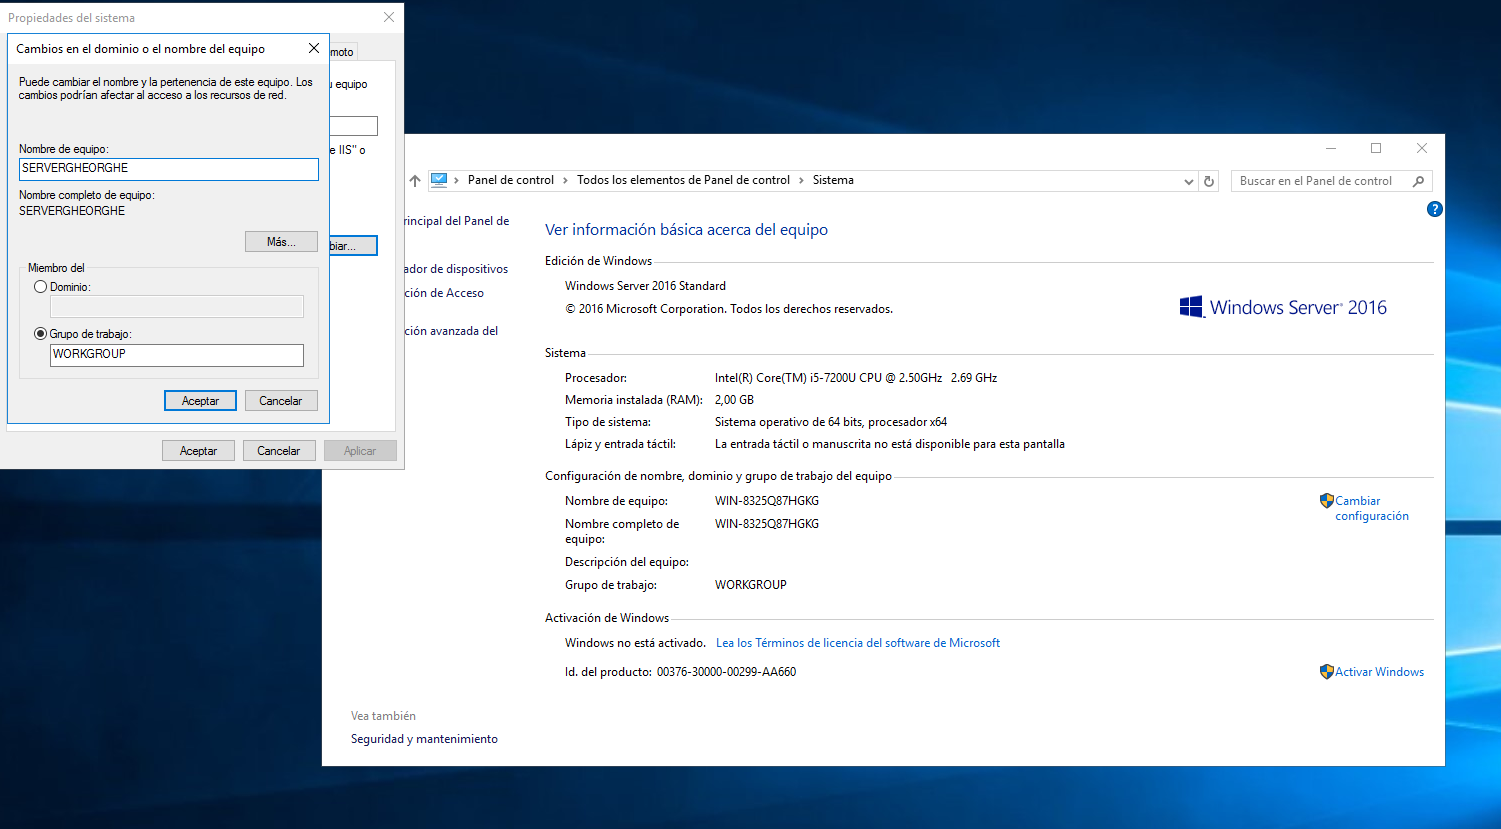 Propiedades del sistema
Cambios en el dominio o el nombre del equipo
moto
Puede cambiar el nombre y la pertenencia de este equipo. Los
cambios podrían afectar al acceso a los recursos de red.
equipo
Nombre de equipo:
SERVERGHEORGHE
e IIS" o
Nombre completo de equipo:
SERVERGHEORGHE
Más...
biar...
Miembro del
Dominio:
Grupo de trabajo:
WORKGROUP
Aceptar
Cancelar
Aceptar
Cancelar
Aplicar
Panel de control
Todos los elementos de Panel de control
Sistema
Buscar en el Panel de control
rincipal del Panel de
ador de dispositivos
ción de Acceso
ción avanzada del
Ver información básica acerca del equipo
Edición de Windows
Windows Server 2016 Standard
© 2016 Microsoft Corporation. Todos los derechos reservados.
Windows Server® 2016
Sistema
Procesador: Intel(R) Core(TM) i5-7200U CPU @ 2.50GHz 2.69 GHz
Memoria instalada (RAM): 2,00 GB
Tipo de sistema: Sistema operativo de 64 bits, procesador x64
Lápiz y entrada táctil: La entrada táctil o manuscrita no está disponible para esta pantalla
Configuración de nombre, dominio y grupo de trabajo del equipo
Nombre de equipo: WIN-8325Q87HGKG
Cambiar
configuración
Nombre completo de WIN-8325Q87HGKG
equipo:
Descripción del equipo:
Grupo de trabajo: WORKGROUP
Activación de Windows
Windows no está activado. Lea los Términos de licencia del software de Microsoft
Id. del producto: 00376-30000-00299-AA660
Activar Windows
Vea también
Seguridad y mantenimiento